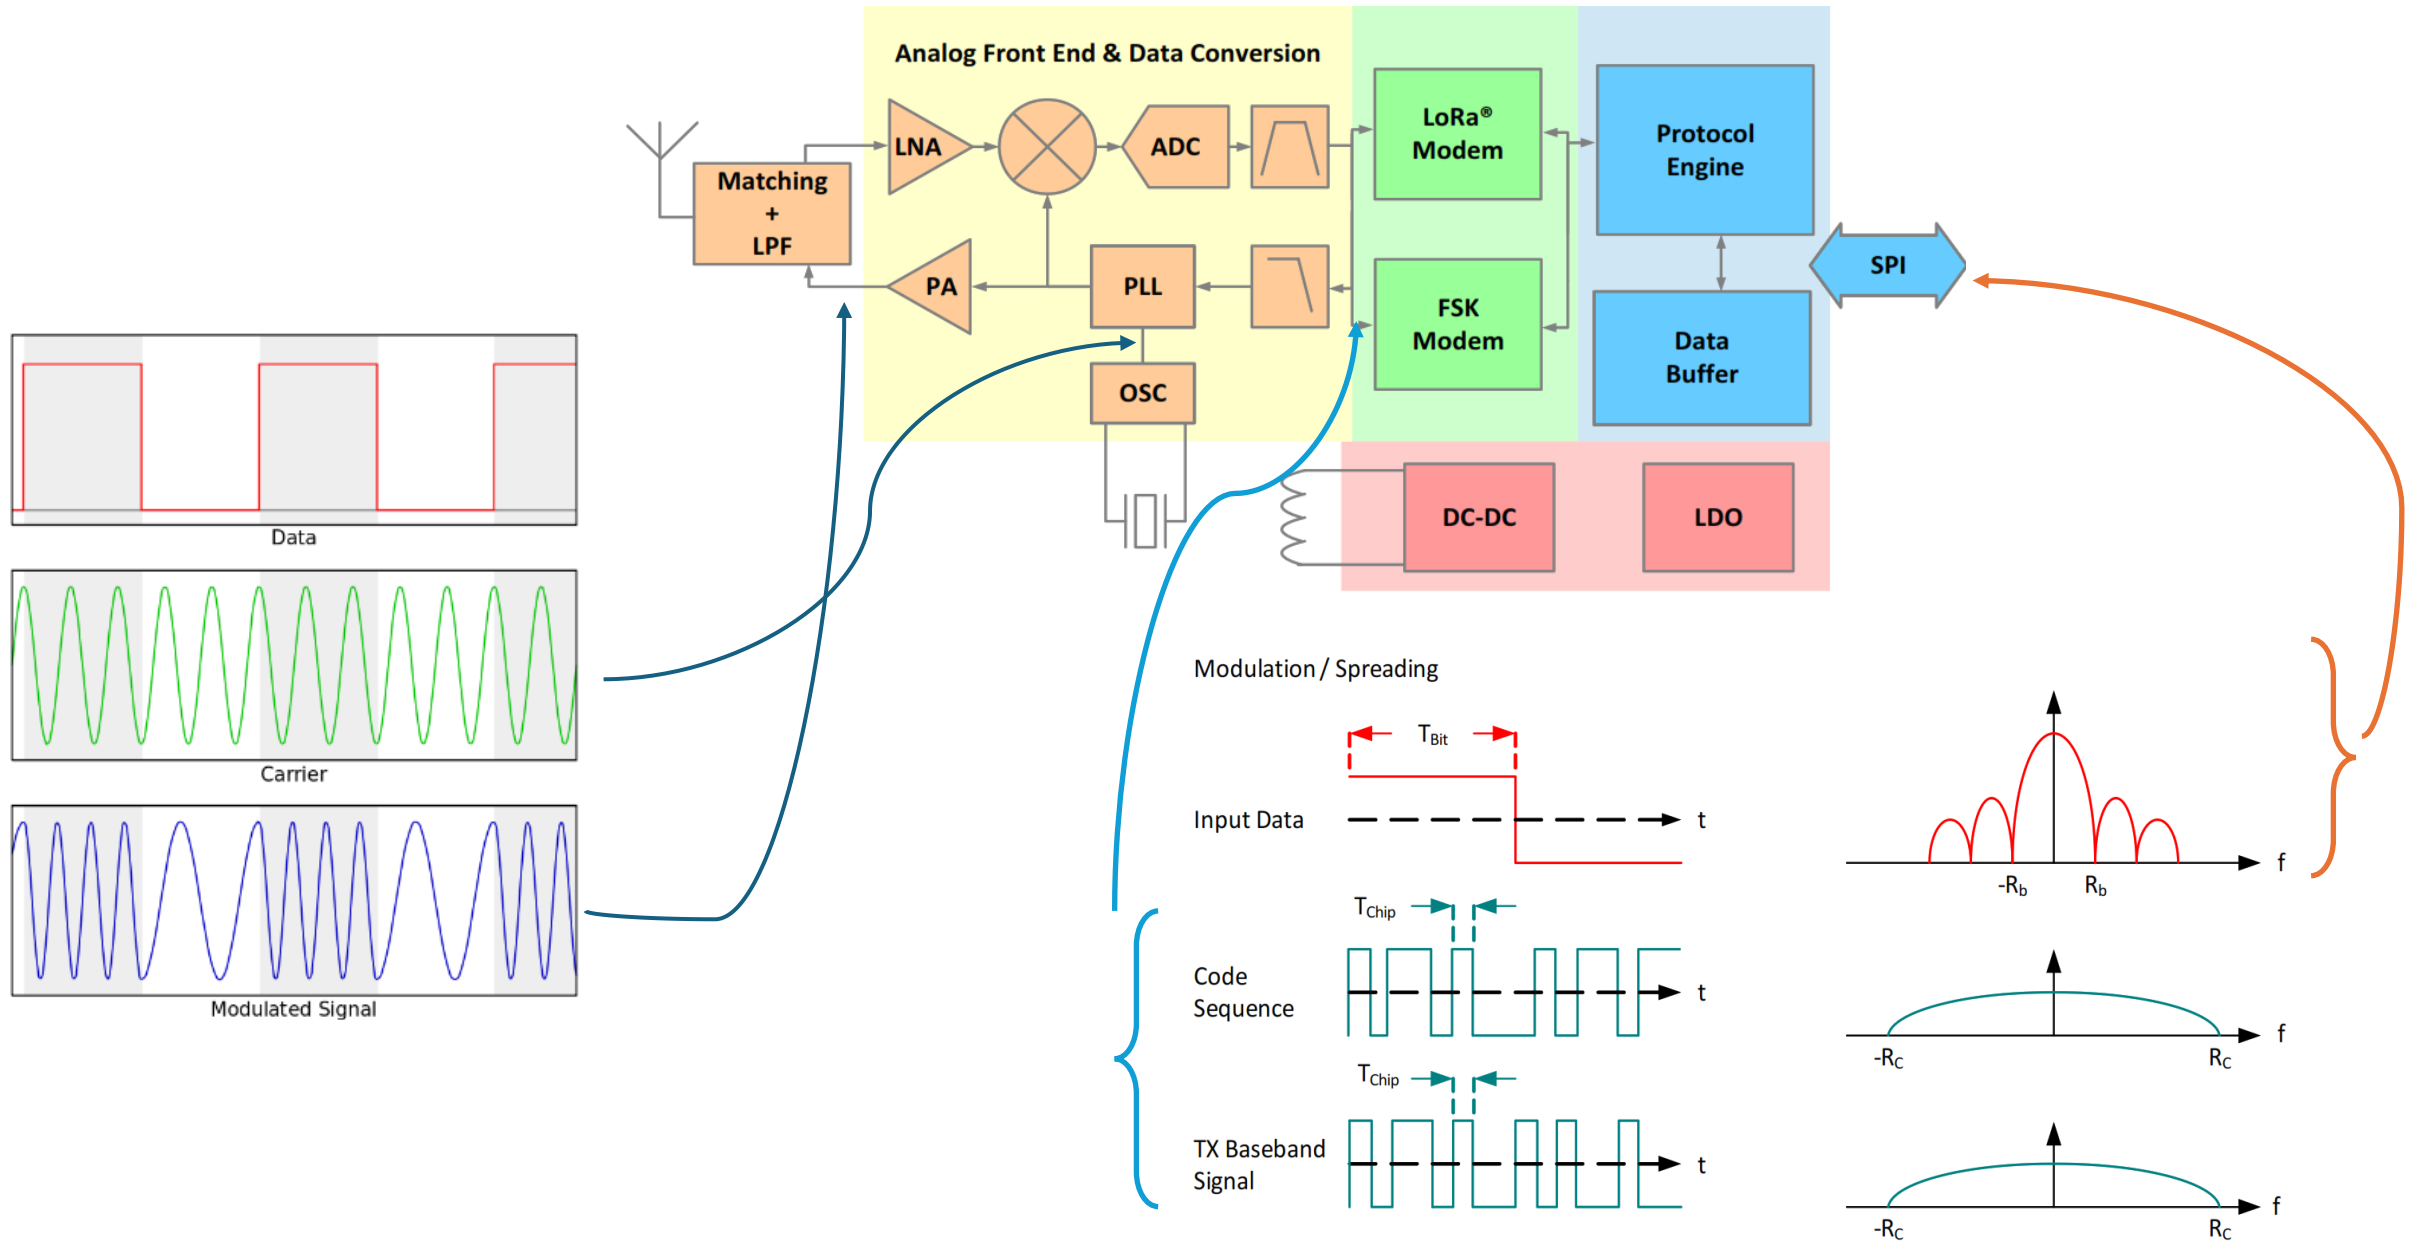 Analog Front End & Data Conversion
LNA
ADC
LoRa®
Modem
Protocol
Engine
Matching
+
LPF
PA
PLL
FSK
Modem
SPI
Data
Buffer
OSC
DC-DC
LDO
Data
Carrier
Modulated Signal
Modulation / Spreading
TBit
Input Data
t
f
-Rb
Rb
TChip
Code
Sequence
t
f
-RC
RC
TChip
TX Baseband
Signal
t
f
-RC
RC